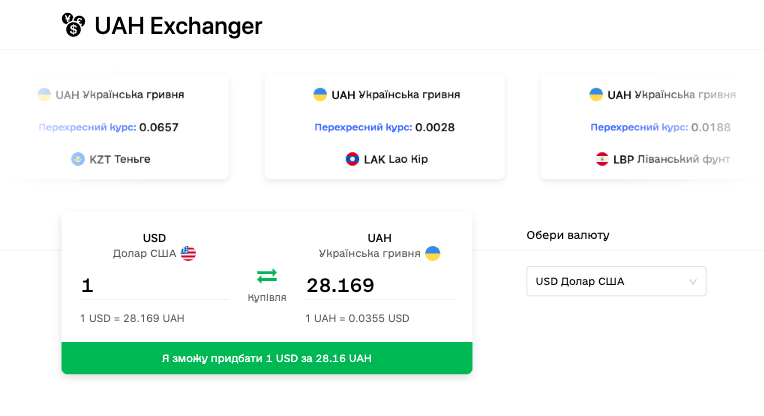 UAH Exchanger
UAH Українська гривня
Перехресний курс: 0.0657
KZT Теньге
UAH Українська гривня
Перехресний курс: 0.0028
LAK Lao Кір
UAH Українська гривня
Перехресний курс: 0.0188
LBP Ліванський фунт
USD
Долар США
1
1 USD = 28.169 UAH
Купівля
UAH
Українська гривня
28.169
1 UAH = 0.0355 USD
Я зможу придбати 1 USD за 28.16 UAH
Обери валюту
USD Долар США